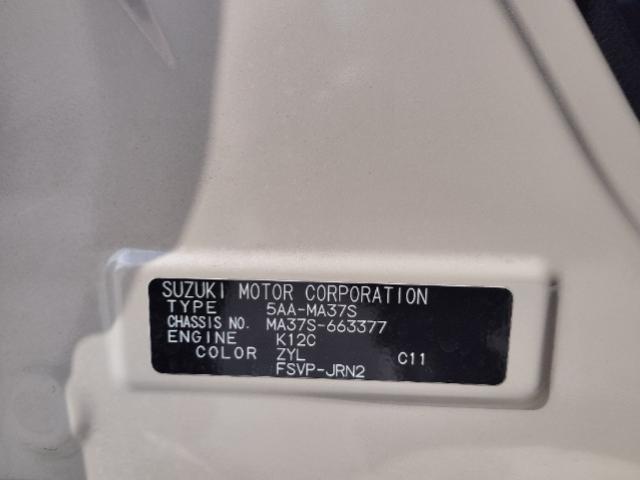 SUZUKI MOTOR CORPORATION
TYPE 5AA-MA37S
CHASSIS NO. MA37S-663377
ENGINE K12C
COLOR ZYL C11
FSVP-JRN2